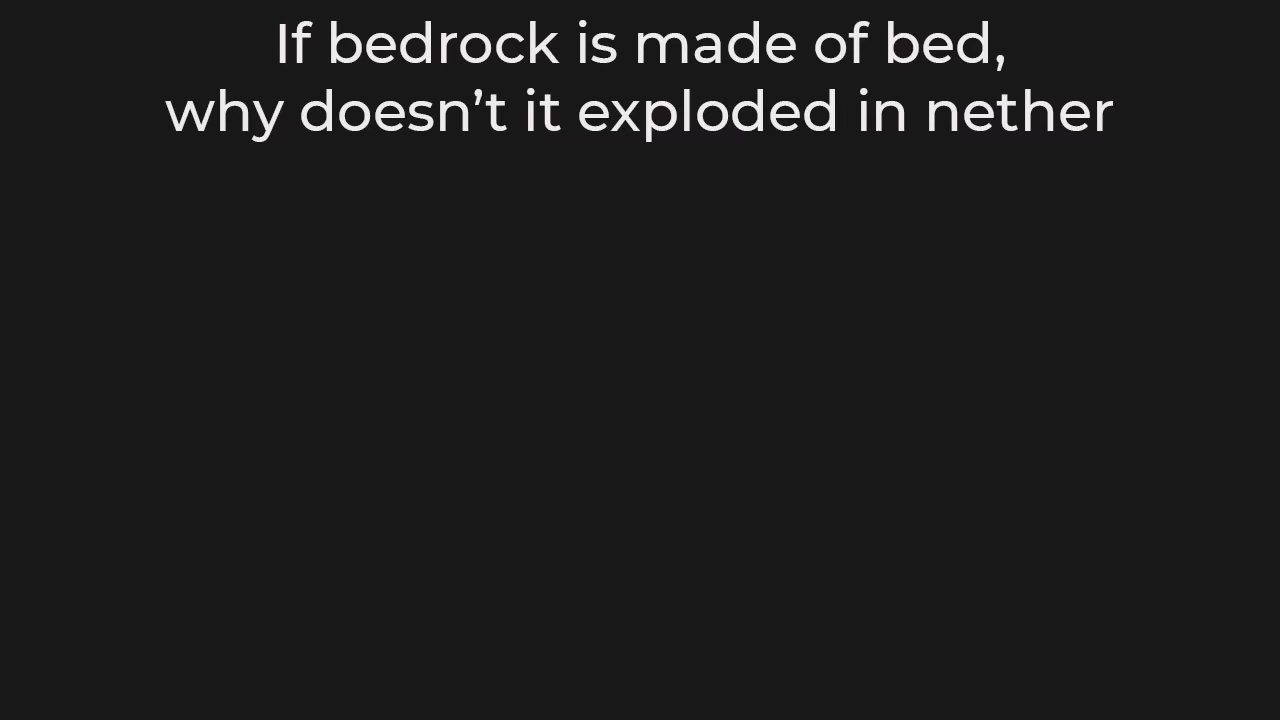 If bedrock is made of bed,
why doesn’t it exploded in nether